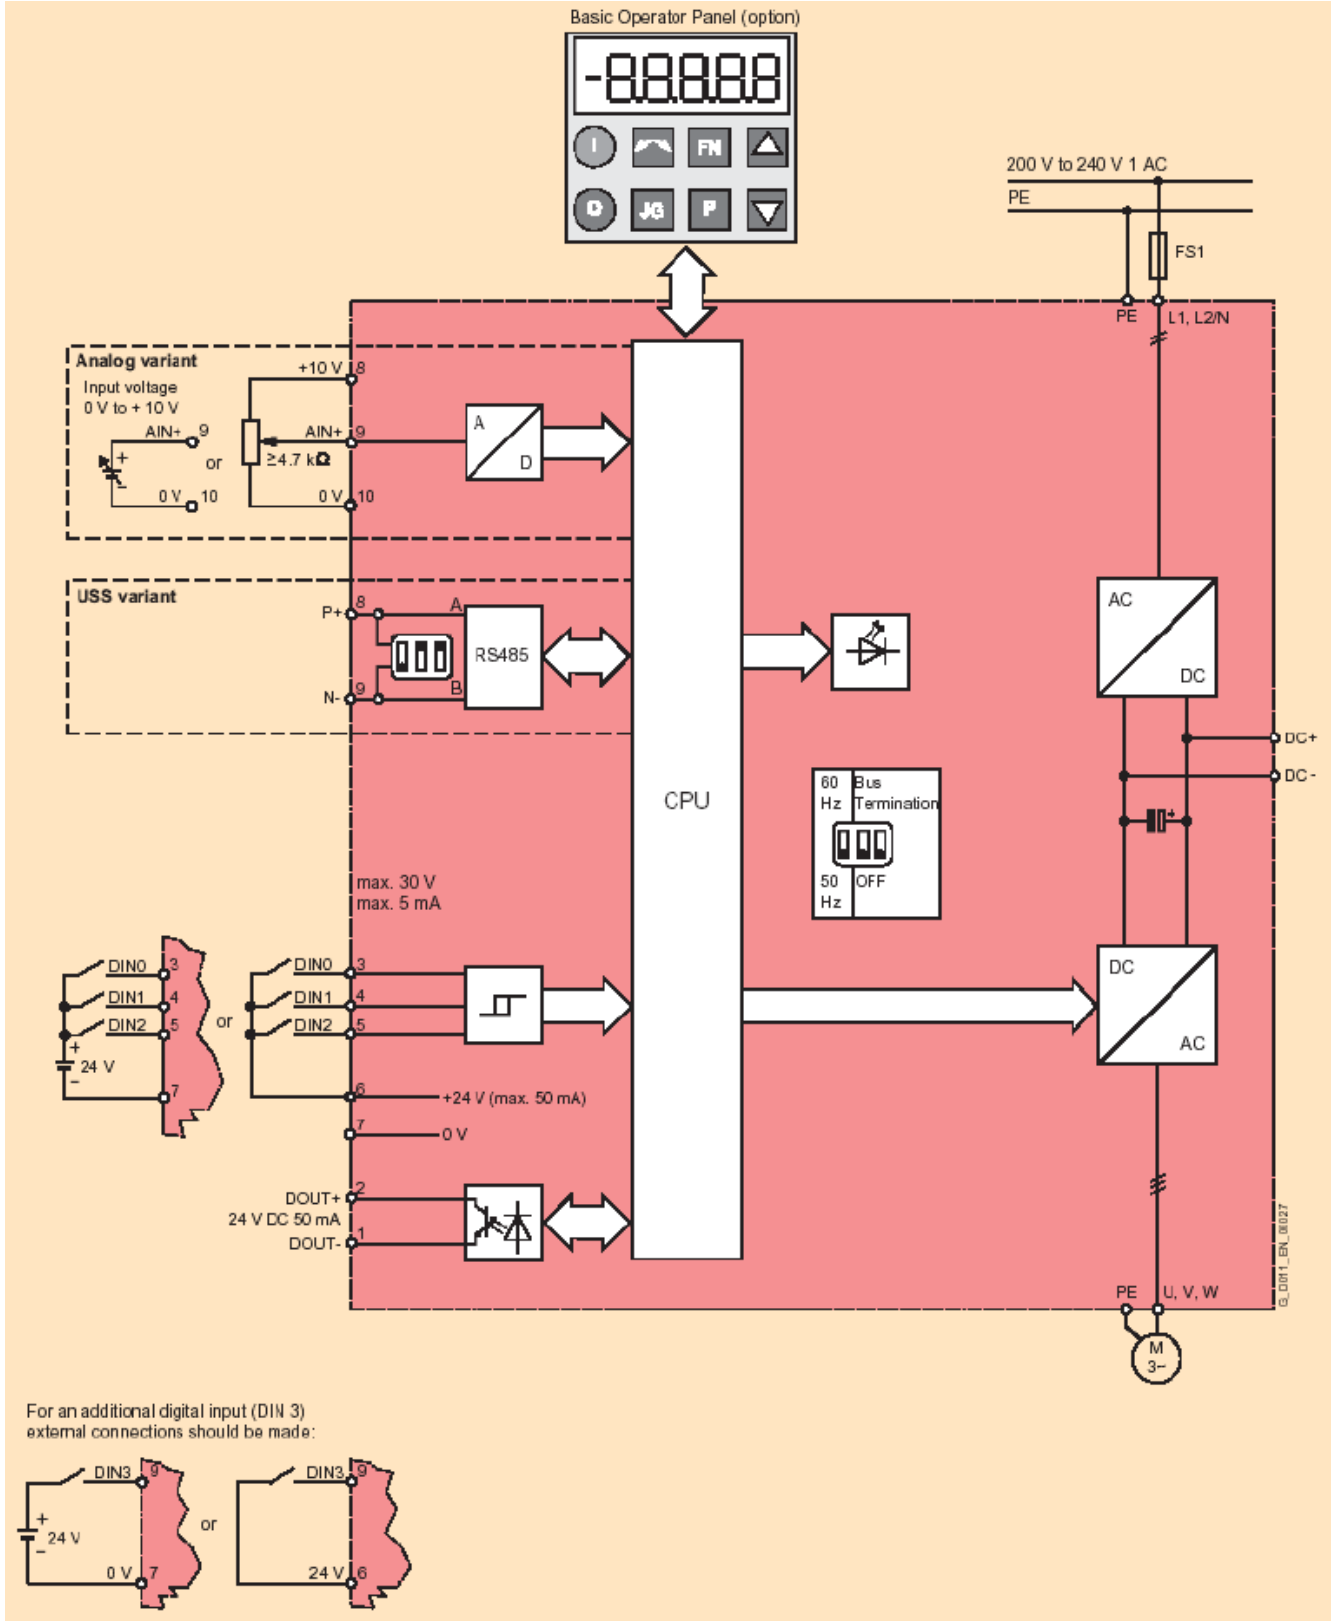 Basic Operator Panel (option)
-8.8.8.8.8
I
FN
0
JG
P
200 V to 240 V 1 AC
PE
FS1
PE
L1, L2/N
Analog variant
Input voltage
0 V to + 10 V
AIN+ 9
+
-
0 V 10
or
≥4.7 kΩ
+10 V 8
AIN+ 9
0 V 10
A
D
USS variant
P+ 8
A
RS485
N- 9
B
CPU
AC
DC
DC+
DC -
+
60 Hz
Bus Termination
50 Hz
OFF
max. 30 V
max. 5 mA
DIN0 3
DIN1 4
DIN2 5
+
24 V
-
7
or
DIN0 3
DIN1 4
DIN2 5
6
+24 V (max. 50 mA)
7
0 V
DC
AC
DOUT+ 2
24 V DC 50 mA
DOUT- 1
PE
U, V, W
M
3~
G_D011_EN_00027
For an additional digital input (DIN 3)
external connections should be made:
DIN3 9
+
24 V
-
0 V 7
or
DIN3 9
24 V 6